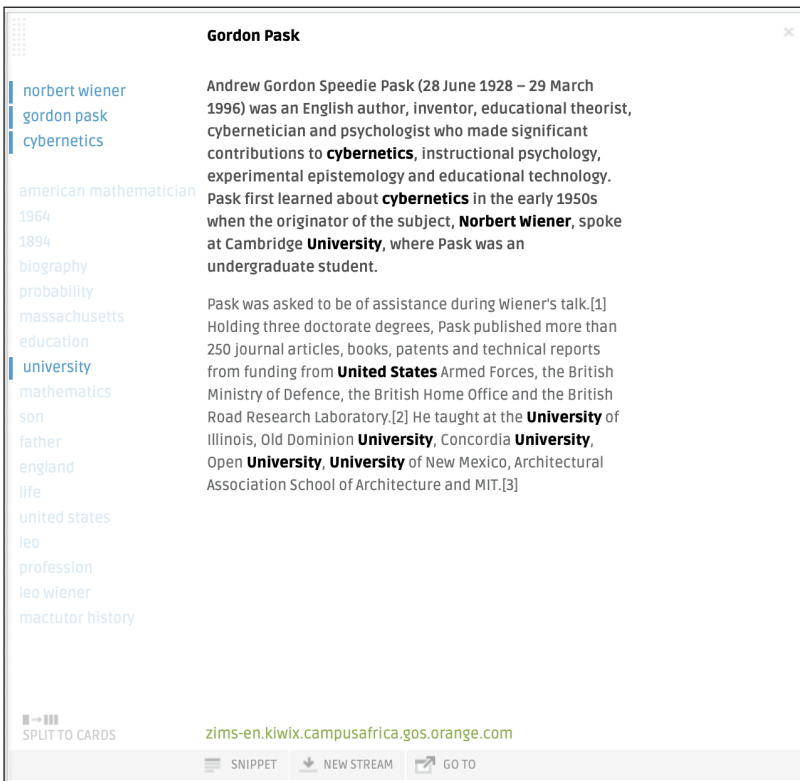 Gordon Pask
×
norbert wiener
gordon pask
cybernetics
american mathematician
1964
1894
biography
probability
massachusetts
education
university
mathematics
son
father
england
life
united states
leo
profession
leo wiener
mactutor history
SPLIT TO CARDS
Andrew Gordon Speedie Pask (28 June 1928 – 29 March
1996) was an English author, inventor, educational theorist,
cybernetician and psychologist who made significant
contributions to cybernetics, instructional psychology,
experimental epistemology and educational technology.
Pask first learned about cybernetics in the early 1950s
when the originator of the subject, Norbert Wiener, spoke
at Cambridge University, where Pask was an
undergraduate student.
Pask was asked to be of assistance during Wiener's talk.[1]
Holding three doctorate degrees, Pask published more than
250 journal articles, books, patents and technical reports
from funding from United States Armed Forces, the British
Ministry of Defence, the British Home Office and the British
Road Research Laboratory.[2] He taught at the University of
Illinois, Old Dominion University, Concordia University,
Open University, University of New Mexico, Architectural
Association School of Architecture and MIT.[3]
zims-en.kiwix.campusafrica.gos.orange.com
SNIPPET NEW STREAM GO TO